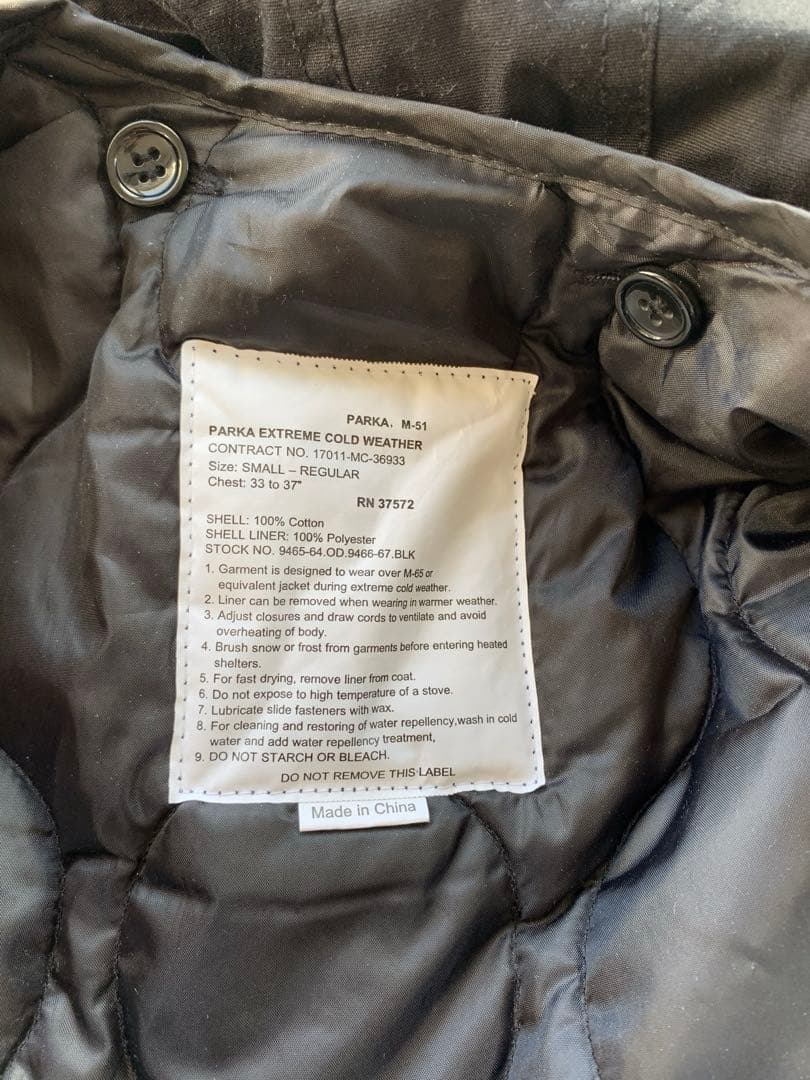 PARKA, M-51
PARKA EXTREME COLD WEATHER
CONTRACT NO. 17011-MC-36933
Size: SMALL – REGULAR
Chest: 33 to 37"
RN 37572
SHELL: 100% Cotton
SHELL LINER: 100% Polyester
STOCK NO. 9465-64.OD.9466-67.BLK
1. Garment is designed to wear over M-65 or
equivalent jacket during extreme cold weather.
2. Liner can be removed when wearing in warmer weather.
3. Adjust closures and draw cords to ventilate and avoid
overheating of body.
4. Brush snow or frost from garments before entering heated
shelters.
5. For fast drying, remove liner from coat.
6. Do not expose to high temperature of a stove.
7. Lubricate slide fasteners with wax.
8. For cleaning and restoring of water repellency,wash in cold
water and add water repellency treatment,
9. DO NOT STARCH OR BLEACH.
DO NOT REMOVE THIS LABEL
Made in China